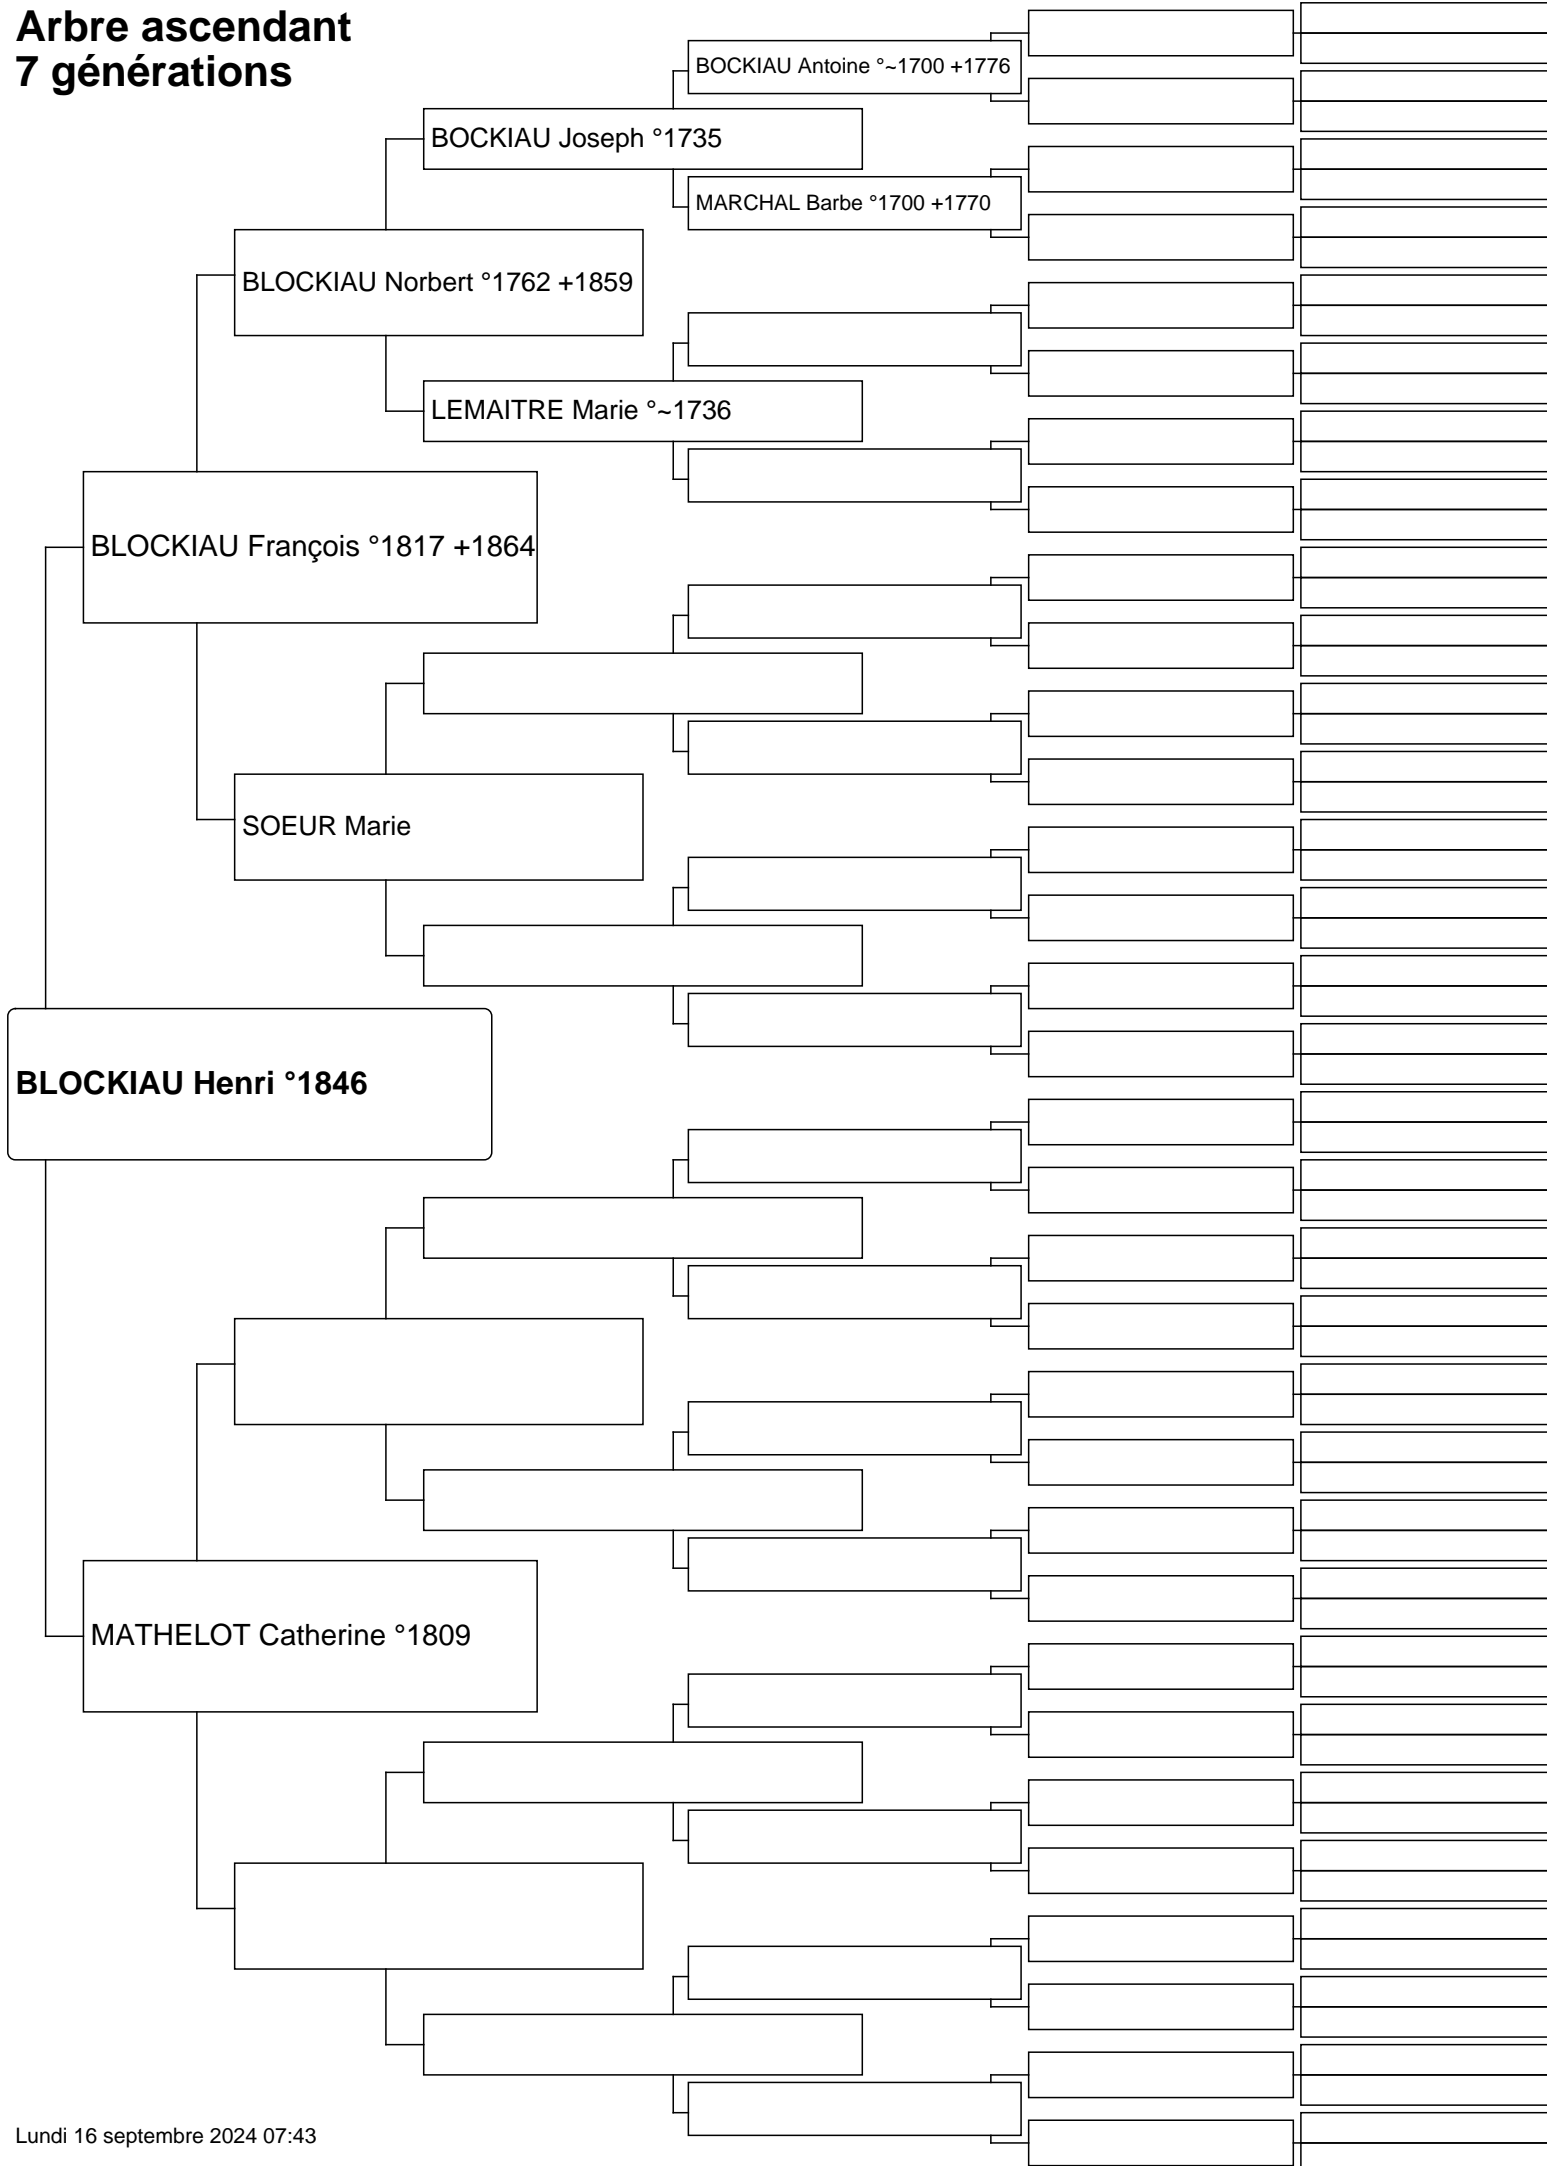 Arbre ascendant
7 générations
BOCKIAU Antoine °~1700 +1776
BOCKIAU Joseph °1735
MARCHAL Barbe °1700 +1770
BLOCKIAU Norbert °1762 +1859
LEMAITRE Marie °~1736
BLOCKIAU François °1817 +1864
SOEUR Marie
BLOCKIAU Henri °1846
MATHELOT Catherine °1809
Lundi 16 septembre 2024 07:43